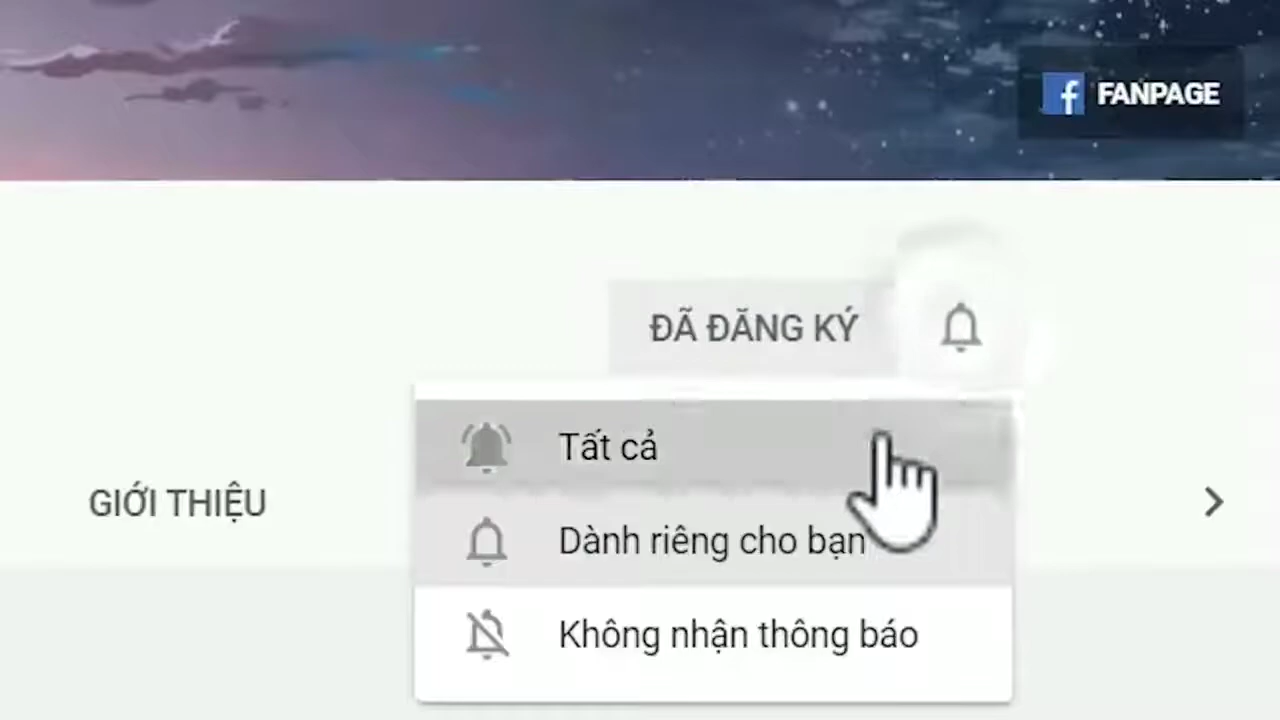 FANPAGE
ĐÃ ĐĂNG KÝ
Tất cả
GIỚI THIỆU
Dành riêng cho bạn
Không nhận thông báo